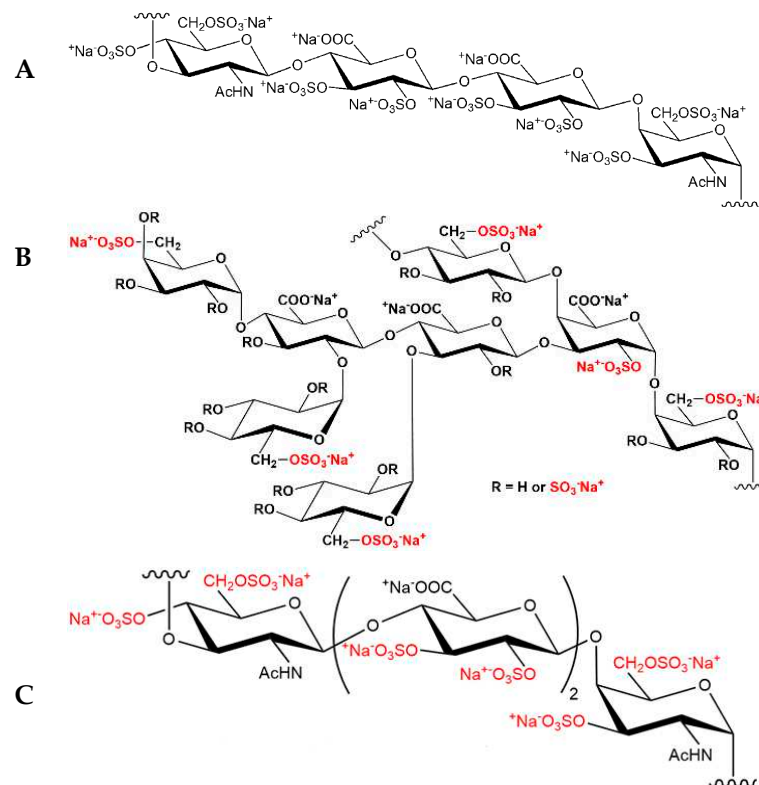 A
CH₂OSO₃⁻Na⁺
⁺Na⁻O₃SO
O
O
AcHN
O
⁺Na⁻OOC
O
⁺Na⁻O₃SO
Na⁺⁻O₃SO
O
⁺Na⁻OOC
O
⁺Na⁻O₃SO
Na⁺⁻O₃SO
O
CH₂OSO₃⁻Na⁺
O
⁺Na⁻O₃SO
AcHN
O
B
OR
Na⁺⁻O₃SO—CH₂
O
RO
RO
O
COO⁻Na⁺
O
RO
O
O
⁺Na⁻OOC
O
O
OR
O
CH₂—OSO₃⁻Na⁺
O
O
RO
RO
O
COO⁻Na⁺
O
Na⁺⁻O₃SO
O
CH₂—OSO₃⁻Na
O
RO
RO
O
OR
RO
RO
O
CH₂—OSO₃⁻Na⁺
OR
RO
RO
O
CH₂—OSO₃⁻Na⁺
R = H or SO₃⁻Na⁺
C
CH₂OSO₃⁻Na⁺
Na⁺⁻O₃SO
O
O
AcHN
O
⁺Na⁻OOC
O
⁺Na⁻O₃SO
Na⁺⁻O₃SO
2
O
CH₂OSO₃⁻Na⁺
O
⁺Na⁻O₃SO
AcHN
O